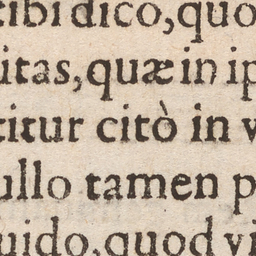 tibi dico, quo
itas, quæ in ip
titur citò in v
ullo tamen p
uido, quod vi